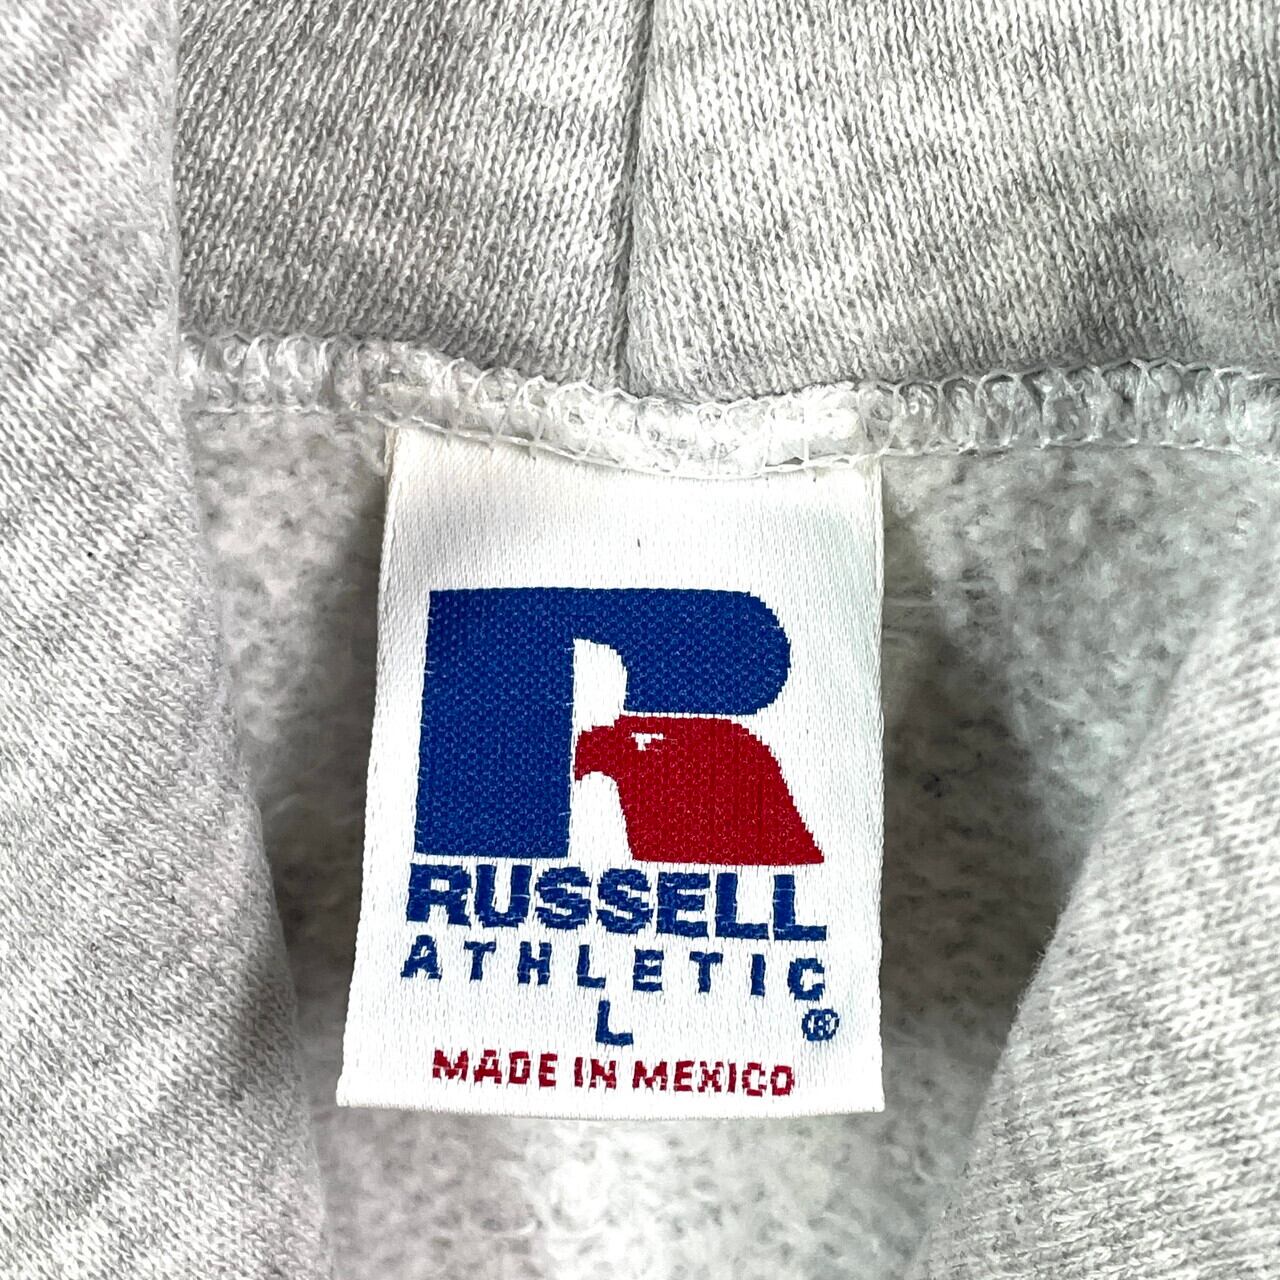 R
RUSSELL
ATHLETIC
L ®
MADE IN MEXICO